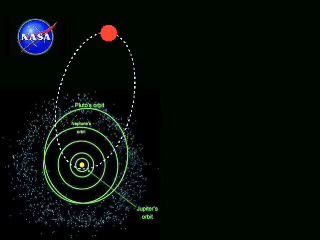 NASA
Pluto's orbit
Neptune's
orbit
Jupiter's
orbit